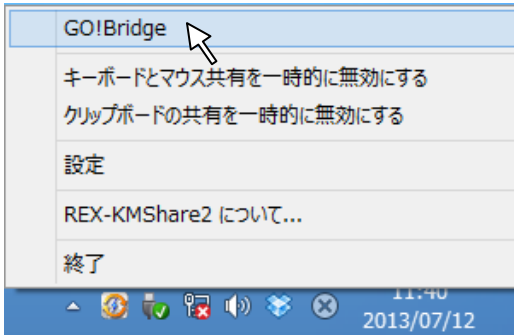 GO!Bridge
キーボードとマウス共有を一時的に無効にする
クリップボードの共有を一時的に無効にする
設定
REX-KMShare2 について...
終了
11:40
2013/07/12